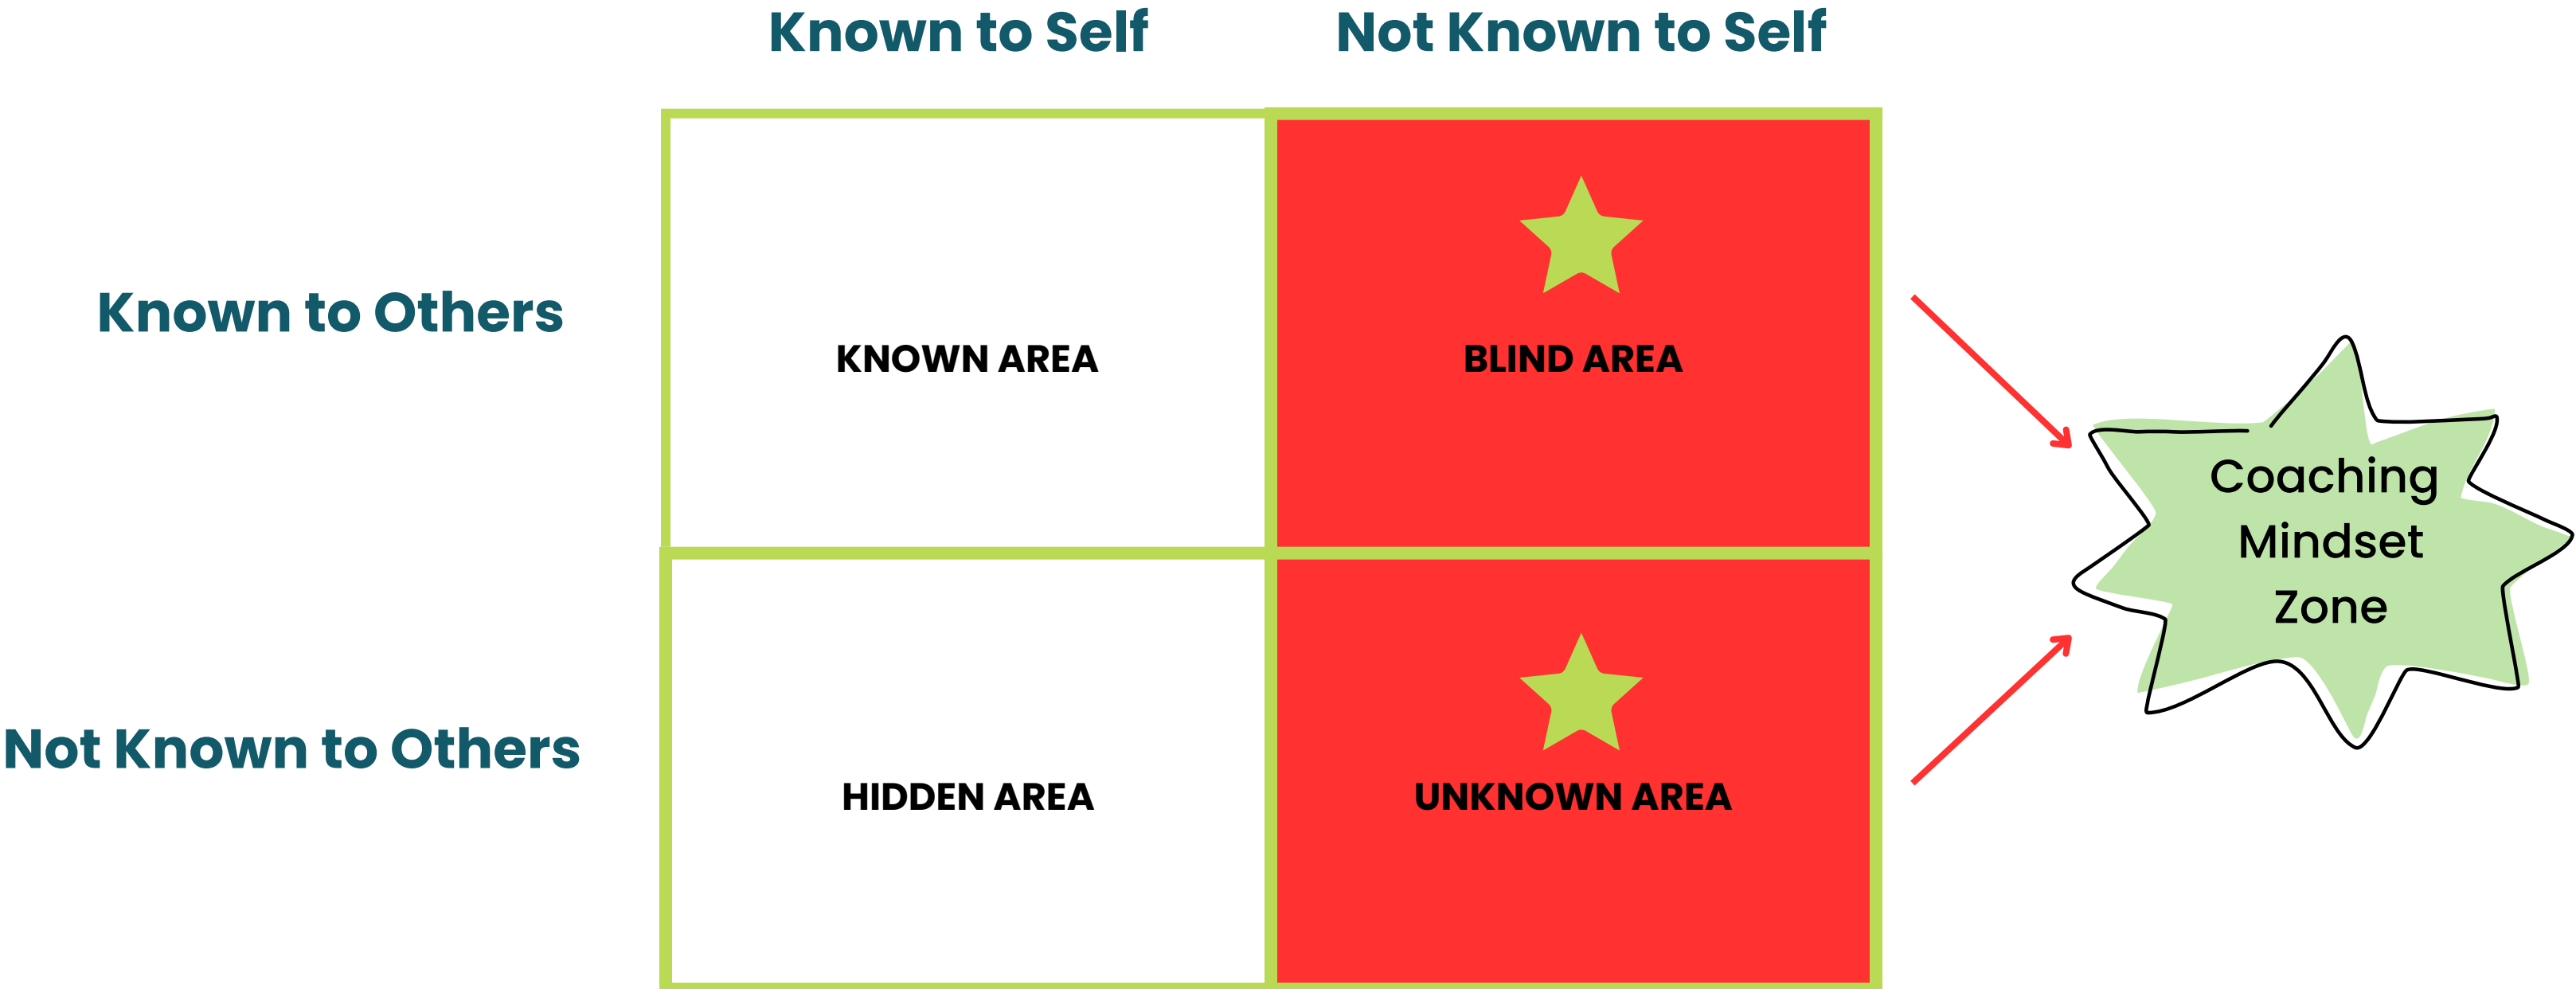 Known to Self
Not Known to Self
Known to Others
KNOWN AREA
BLIND AREA
Coaching
Mindset
Zone
Not Known to Others
HIDDEN AREA
UNKNOWN AREA